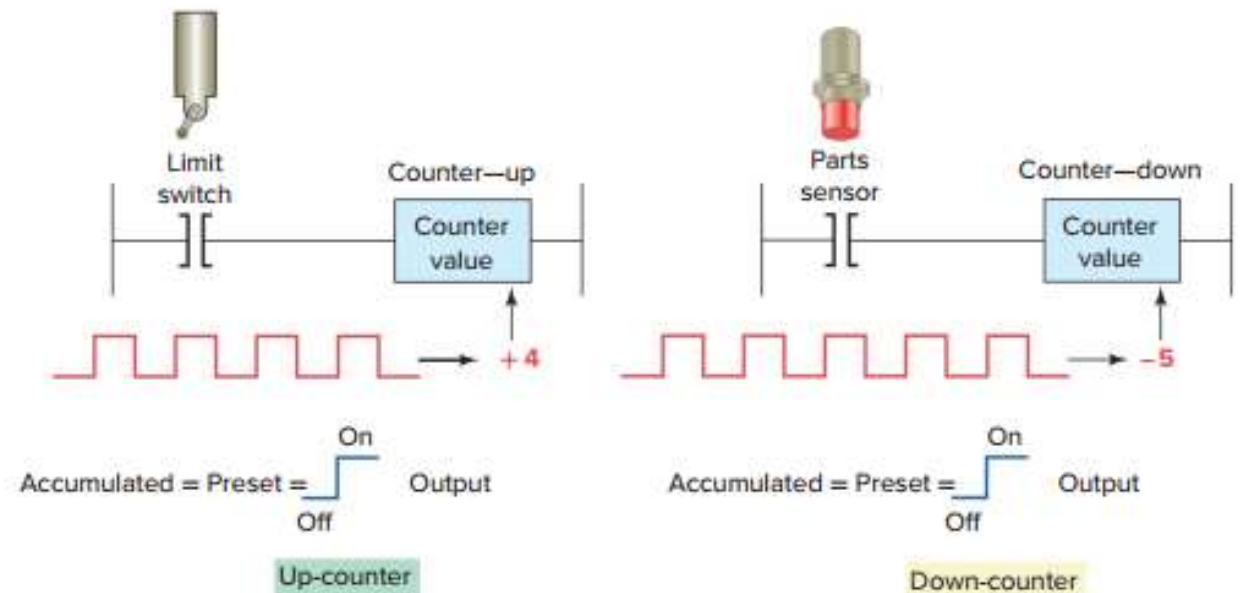 Limit
switch
Counter—up
Counter
value
+4
Accumulated = Preset =
On
Off
Output
Up-counter
Parts
sensor
Counter—down
Counter
value
−5
Accumulated = Preset =
On
Off
Output
Down-counter